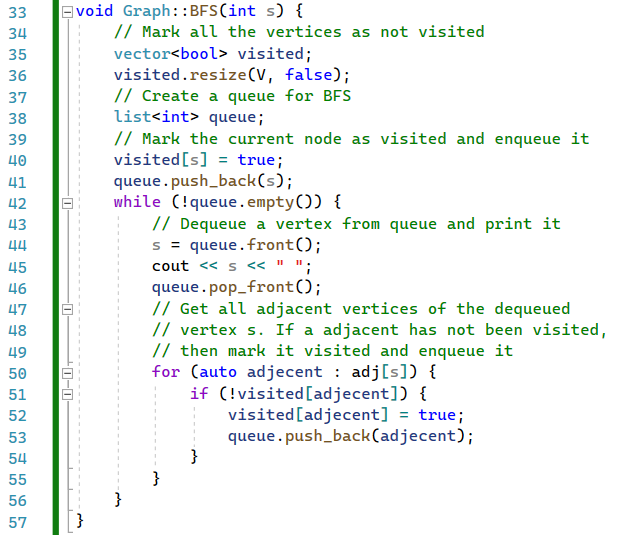 33 void Graph::BFS(int s) {
34     // Mark all the vertices as not visited
35     vector<bool> visited;
36     visited.resize(V, false);
37     // Create a queue for BFS
38     list<int> queue;
39     // Mark the current node as visited and enqueue it
40     visited[s] = true;
41     queue.push_back(s);
42     while (!queue.empty()) {
43         // Dequeue a vertex from queue and print it
44         s = queue.front();
45         cout << s << " ";
46         queue.pop_front();
47         // Get all adjacent vertices of the dequeued
48         // vertex s. If a adjacent has not been visited,
49         // then mark it visited and enqueue it
50         for (auto adjecent : adj[s]) {
51             if (!visited[adjecent]) {
52                 visited[adjecent] = true;
53                 queue.push_back(adjecent);
54             }
55         }
56     }
57 }